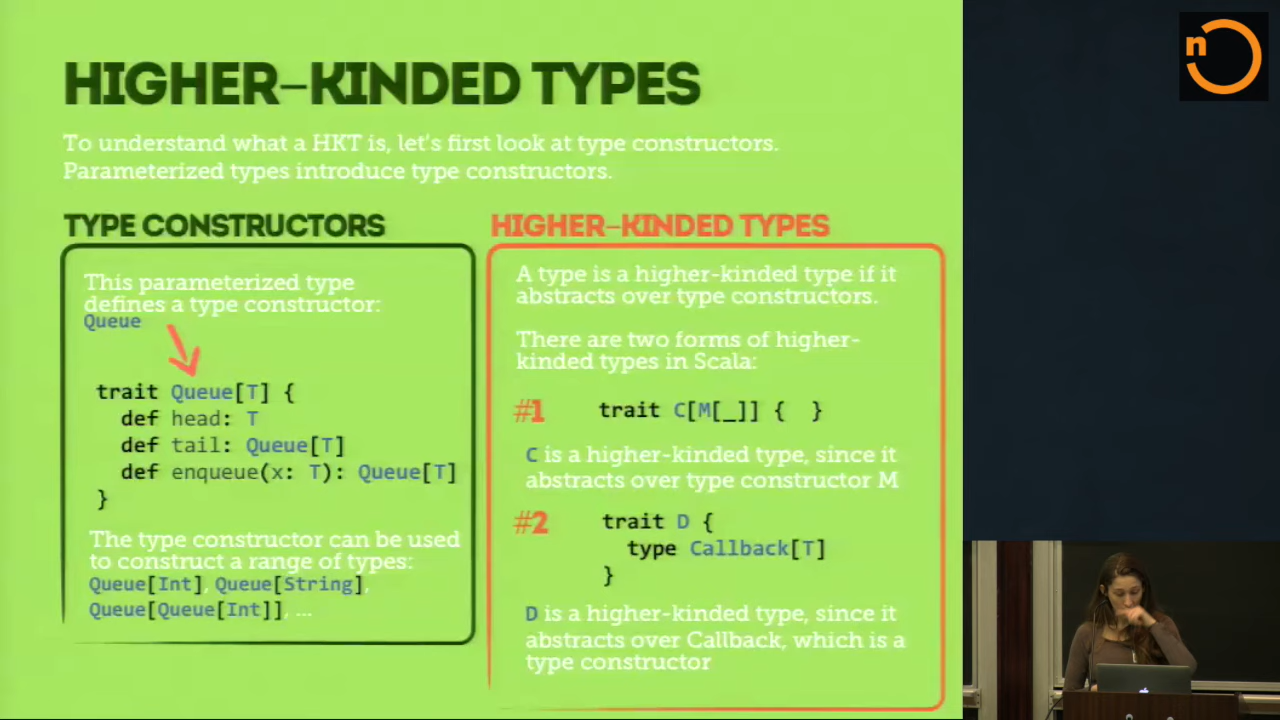 HIGHER–KINDED TYPES
To understand what a HKT is, let's first look at type constructors.
Parameterized types introduce type constructors.
TYPE CONSTRUCTORS
This parameterized type
defines a type constructor:
Queue
trait Queue[T] {
def head: T
def tail: Queue[T]
def enqueue(x: T): Queue[T]
}
The type constructor can be used
to construct a range of types:
Queue[Int], Queue[String],
Queue[Queue[Int]], ...
HIGHER–KINDED TYPES
A type is a higher-kinded type if it
abstracts over type constructors.
There are two forms of higher-
kinded types in Scala:
#1 trait C[M[_]] { }
C is a higher-kinded type, since it
abstracts over type constructor M
#2 trait D {
type Callback[T]
}
D is a higher-kinded type, since it
abstracts over Callback, which is a
type constructor
n